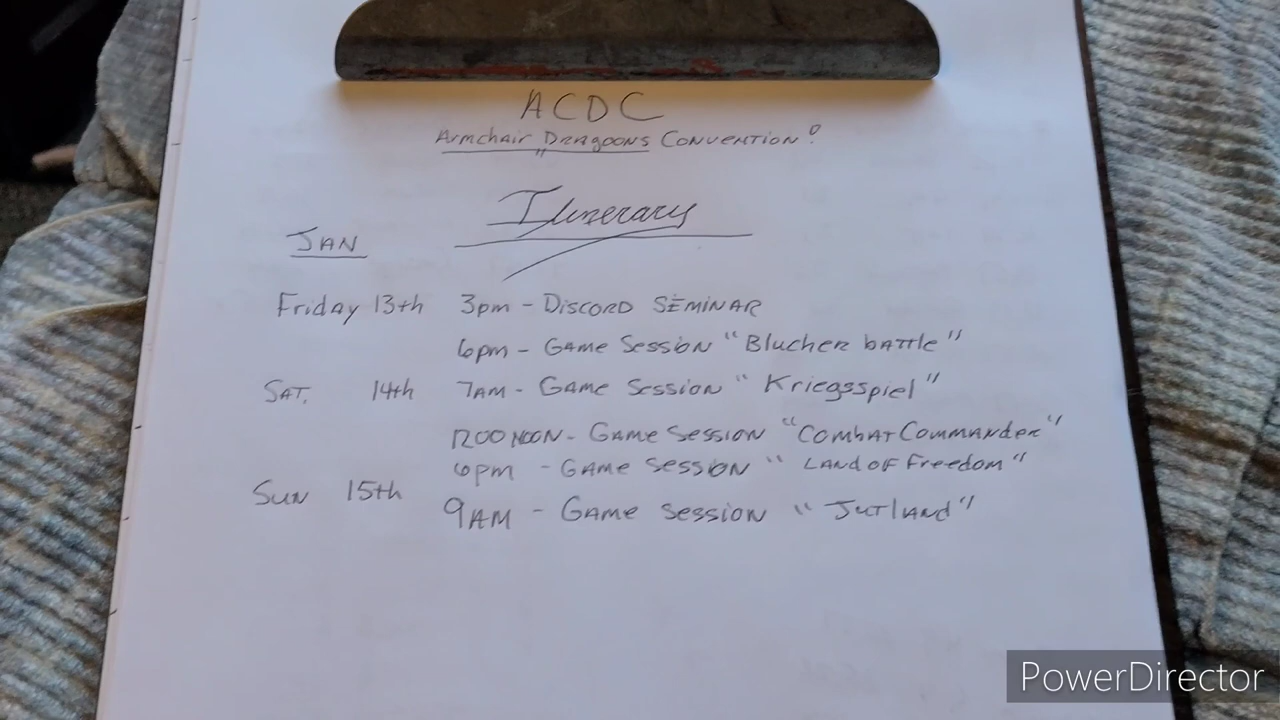 ACDC
Armchair Dragoons Convention!
Itinerary
JAN
Friday 13th 3pm - Discord Seminar
6pm - Game Session "Blucher battle"
Sat, 14th 7AM - Game Session "Kriegsspiel"
1200 Noon - Game Session "Combat Commander"
6pm - Game Session "Land of Freedom"
Sun 15th 9AM - Game Session "Jutland"
PowerDirector